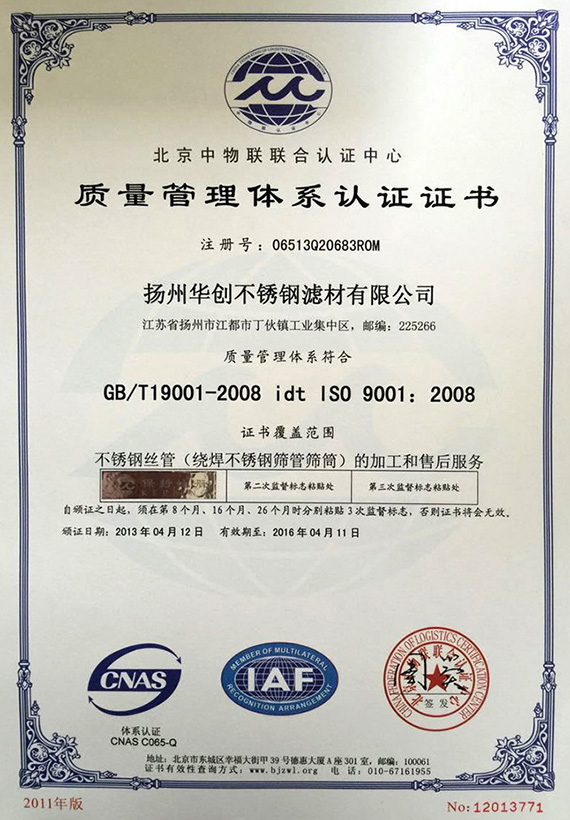 北京中物联联合认证中心
质量管理体系认证证书
注册号：06513Q20683ROM
扬州华创不锈钢滤材有限公司
江苏省扬州市江都市丁伙镇工业集中区，邮编：225266
质量管理体系符合
GB/T19001-2008 idt ISO 9001：2008
证书覆盖范围
不锈钢丝管（绕焊不锈钢筛管筛筒）的加工和售后服务
第二次监督标志粘贴处
第三次监督标志粘贴处
自颁证之日起，须在第8个月、16个月、26个月时分别粘贴3次监督标志，否则证书将会无效。
颁证日期：2013年04月12日 有效期至：2016年04月11日
CNAS
体系认证
CNAS C065-Q
MEMBER OF MULTILATERAL
IAF
RECOGNITION ARRANGEMENT
CHINA FEDERATION OF LOGISTICS CERTIFICATION CENTER
签发
地址：北京市东城区幸福大街甲39号德惠大厦A座301室，邮编：100061
证书有效性查询方式：www.bjzwl.org 电话：010-67161955
2011年版
No:12013771